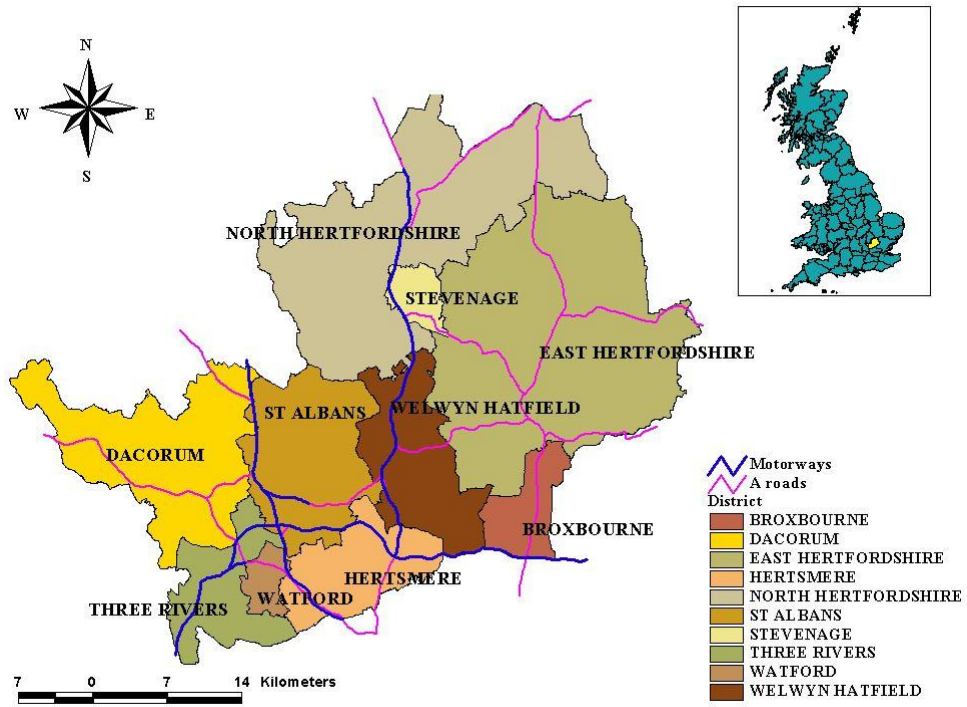 N
W E
S
NORTH HERTFORDSHIRE
STEVENAGE
EAST HERTFORDSHIRE
ST ALBANS
WELWYN HATFIELD
DACORUM
BROXBOURNE
HERTSMERE
WATFORD
THREE RIVERS
Motorways
A roads
District
BROXBOURNE
DACORUM
EAST HERTFORDSHIRE
HERTSMERE
NORTH HERTFORDSHIRE
ST ALBANS
STEVENAGE
THREE RIVERS
WATFORD
WELWYN HATFIELD
7 0 7 14 Kilometers